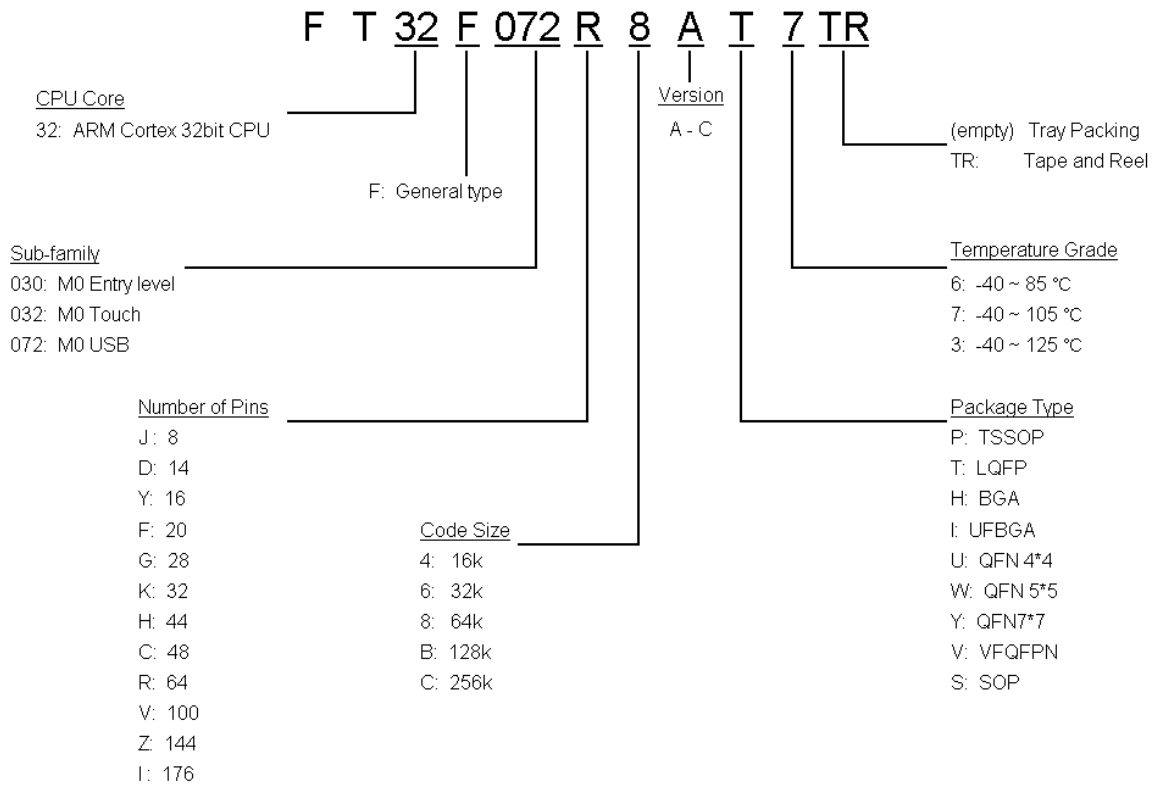 F T 32 F 072 R 8 A T 7 TR
CPU Core
32: ARM Cortex 32bit CPU
F: General type
Version
A - C
(empty) Tray Packing
TR: Tape and Reel
Sub-family
030: M0 Entry level
032: M0 Touch
072: M0 USB
Temperature Grade
6: -40 ~ 85 ℃
7: -40 ~ 105 ℃
3: -40 ~ 125 ℃
Number of Pins
J: 8
D: 14
Y: 16
F: 20
G: 28
K: 32
H: 44
C: 48
R: 64
V: 100
Z: 144
I: 176
Code Size
4: 16k
6: 32k
8: 64k
B: 128k
C: 256k
Package Type
P: TSSOP
T: LQFP
H: BGA
I: UFBGA
U: QFN 4*4
W: QFN 5*5
Y: QFN7*7
V: VFQFPN
S: SOP